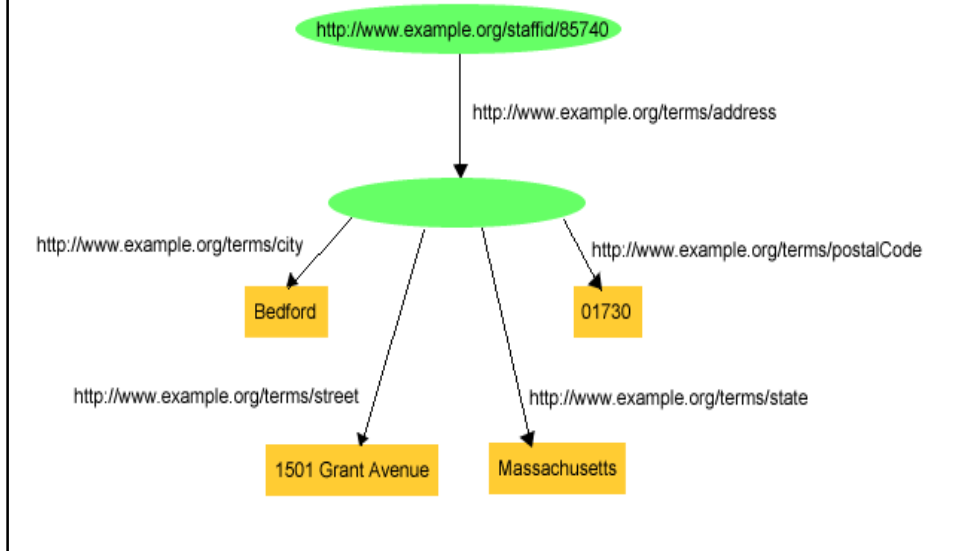 http://www.example.org/staffid/85740
http://www.example.org/terms/address
http://www.example.org/terms/city
http://www.example.org/terms/postalCode
Bedford
01730
http://www.example.org/terms/street
http://www.example.org/terms/state
1501 Grant Avenue
Massachusetts